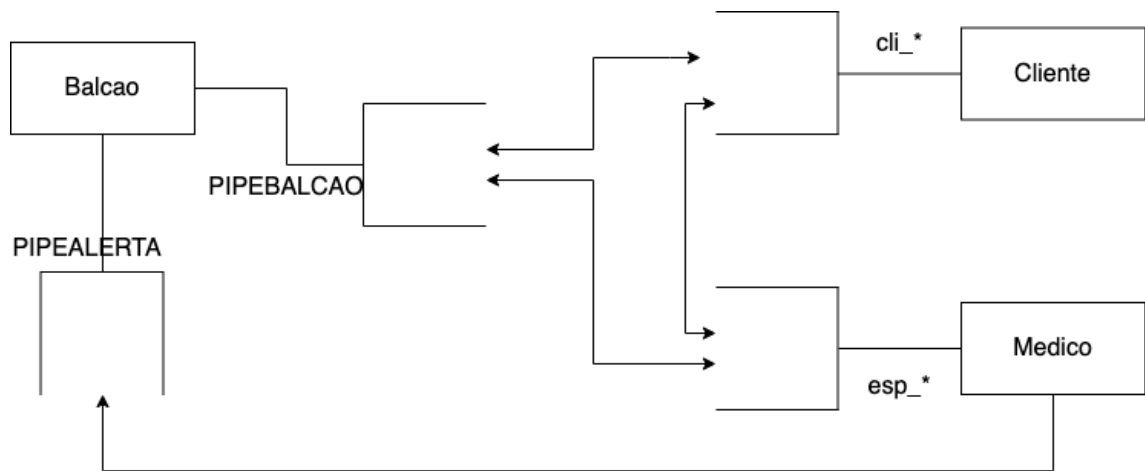 cli_*
Balcao
Cliente
PIPEBALCAO
PIPEALERTA
Medico
esp_*